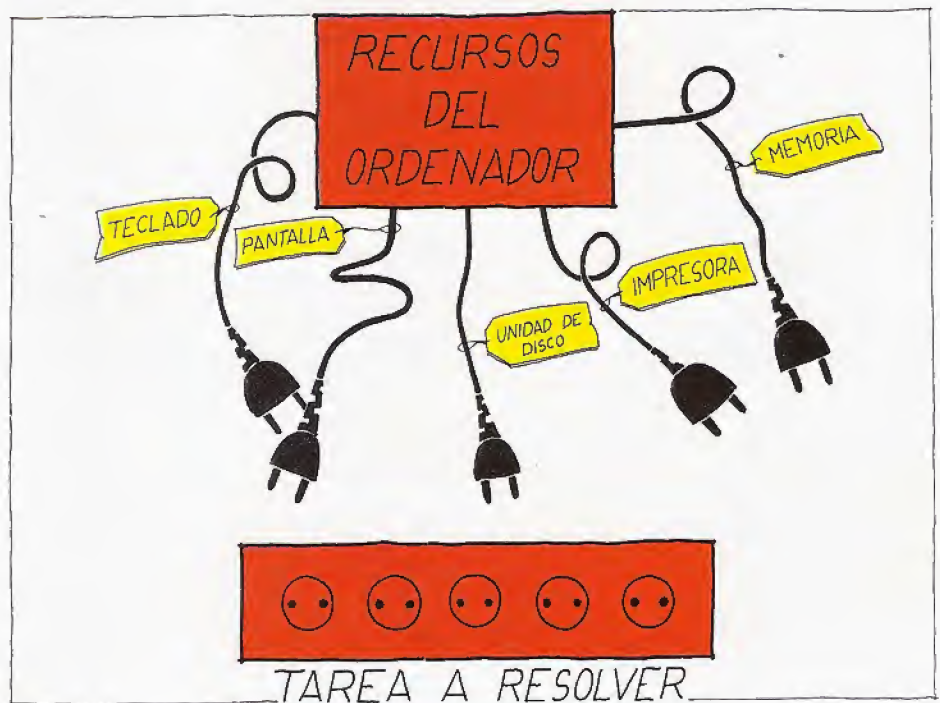 RECURSOS
DEL
ORDENADOR
TECLADO
PANTALLA
UNIDAD DE
DISCO
IMPRESORA
MEMORIA
TAREA A RESOLVER